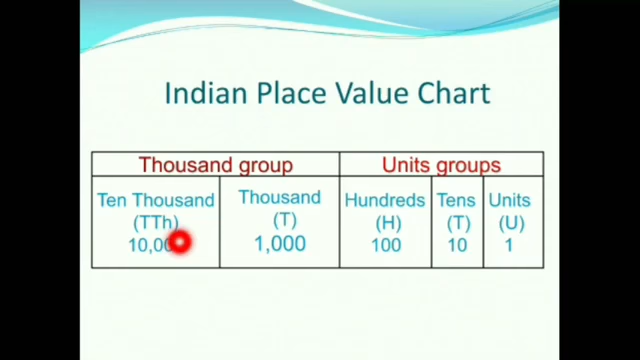 Indian Place Value Chart
Thousand group Units groups
Ten Thousand Thousand Hundreds Tens Units
(TTh) (T) (H) (T) (U)
10,00 1,000 100 10 1